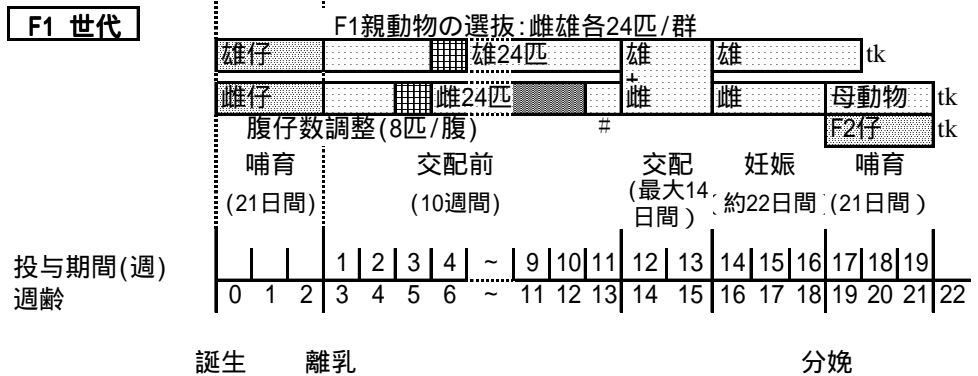 F1 世代
F1親動物の選抜:雌雄各24匹/群
雄仔 雄24匹 雄 雄 tk
+
雌仔 雌24匹 雌 雌 母動物 tk
腹仔数調整(8匹/腹) # F2仔 tk
哺育 交配前 交配 妊娠 哺育
(21日間) (10週間) (最大14日間) (約22日間) (21日間)
投与期間(週) 1 2 3 4 ~ 9 10 11 12 13 14 15 16 17 18 19
週齢 0 1 2 3 4 5 6 ~ 11 12 13 14 15 16 17 18 19 20 21 22
誕生 離乳 分娩